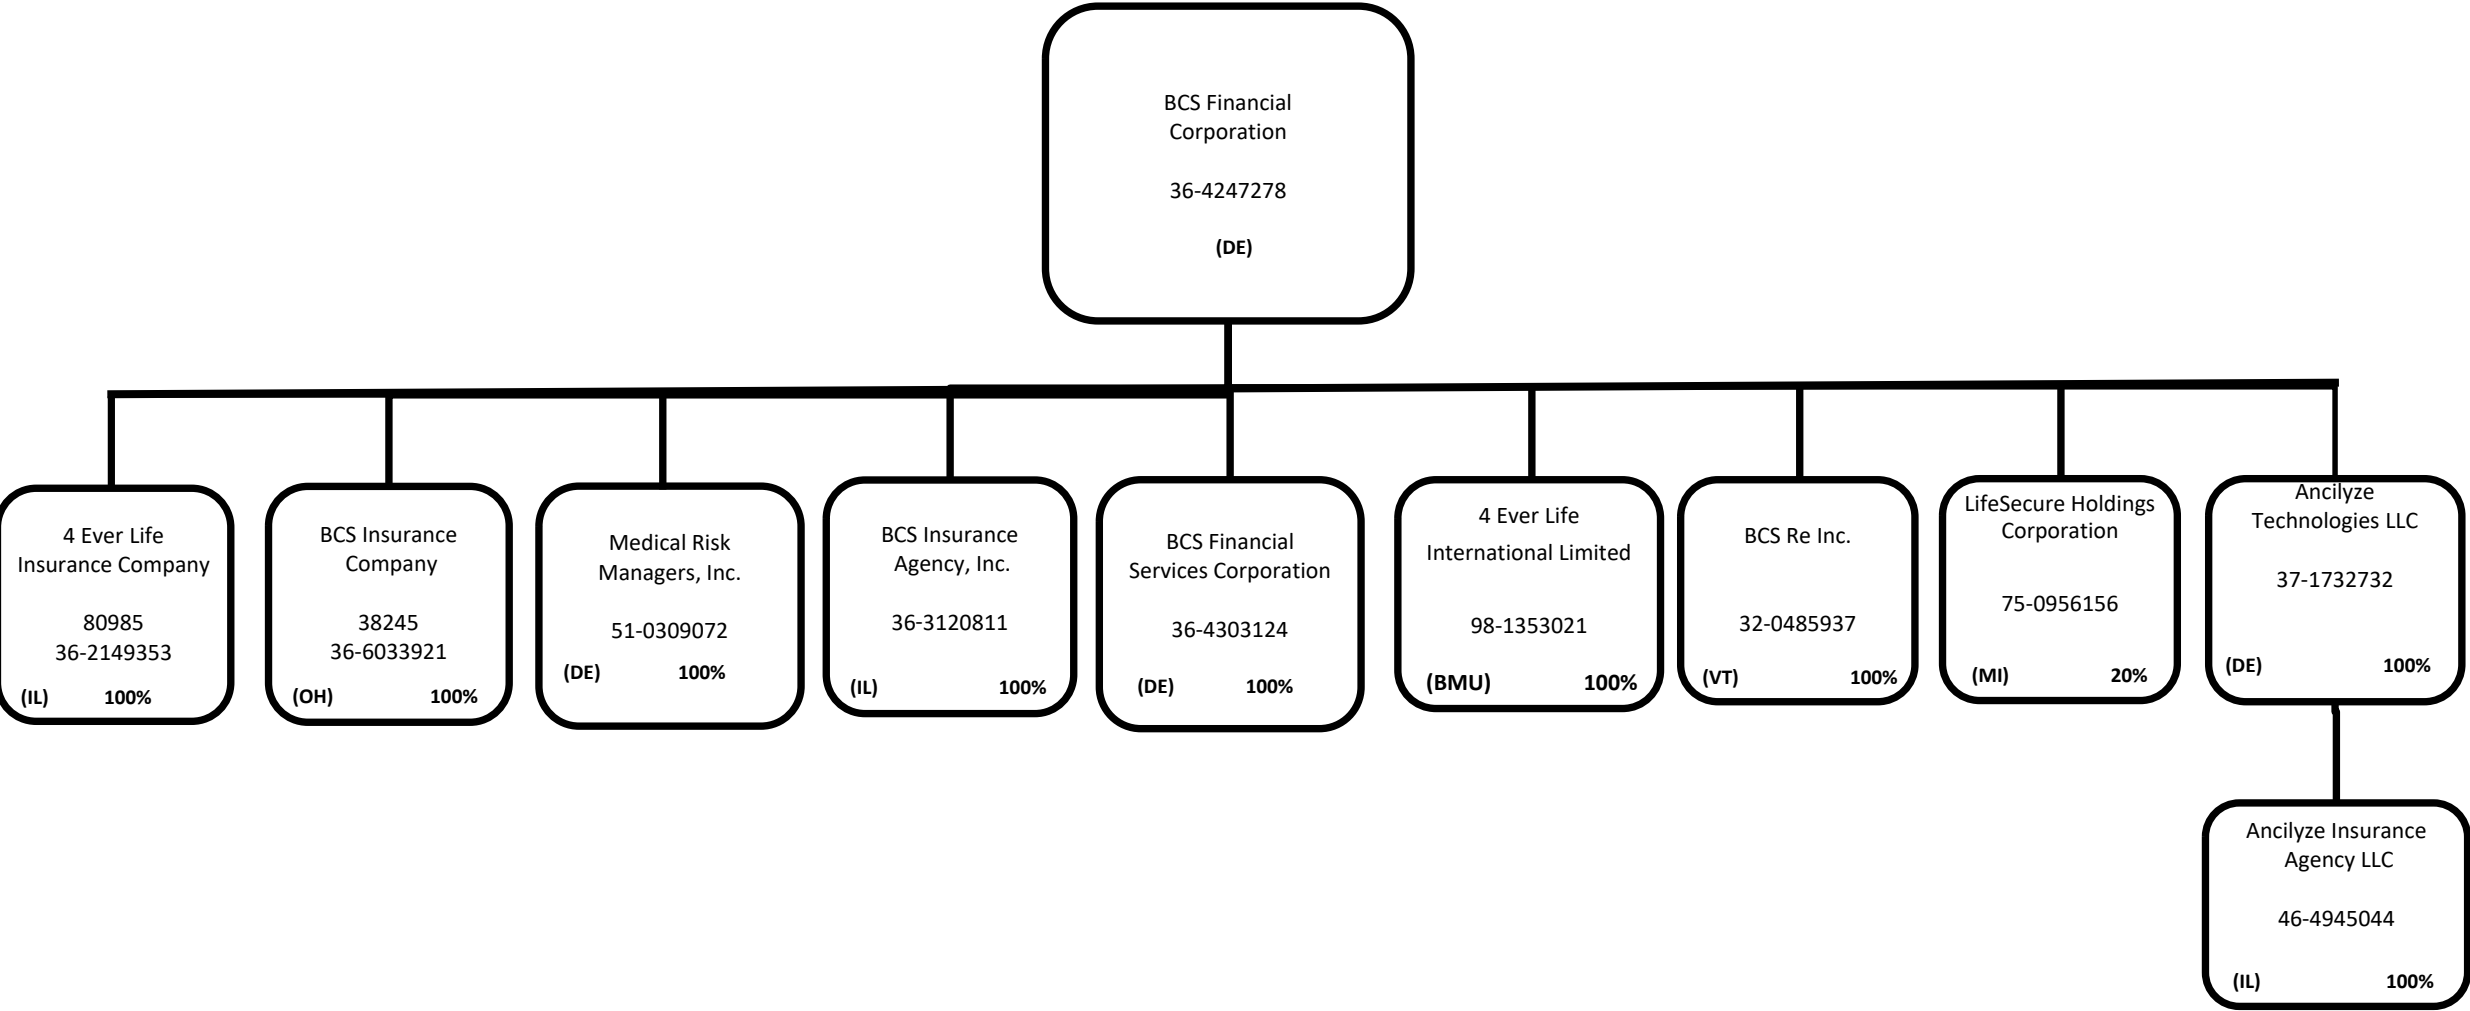 BCS Financial
Corporation
36-4247278
(DE)
4 Ever Life
Insurance Company
80985
36-2149353
(IL) 100%
BCS Insurance
Company
38245
36-6033921
(OH) 100%
Medical Risk
Managers, Inc.
51-0309072
(DE) 100%
BCS Insurance
Agency, Inc.
36-3120811
(IL) 100%
BCS Financial
Services Corporation
36-4303124
(DE) 100%
4 Ever Life
International Limited
98-1353021
(BMU) 100%
BCS Re Inc.
32-0485937
(VT) 100%
LifeSecure Holdings
Corporation
75-0956156
(MI) 20%
Ancilyze
Technologies LLC
37-1732732
(DE) 100%
Ancilyze Insurance
Agency LLC
46-4945044
(IL) 100%